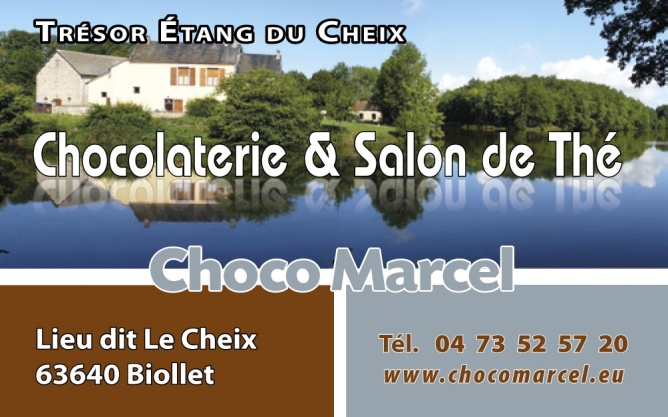 Trésor Étang du Cheix
Chocolaterie & Salon de Thé
Choco Marcel
Lieu dit Le Cheix
63640 Biollet
Tél. 04 73 52 57 20
www.chocomarcel.eu